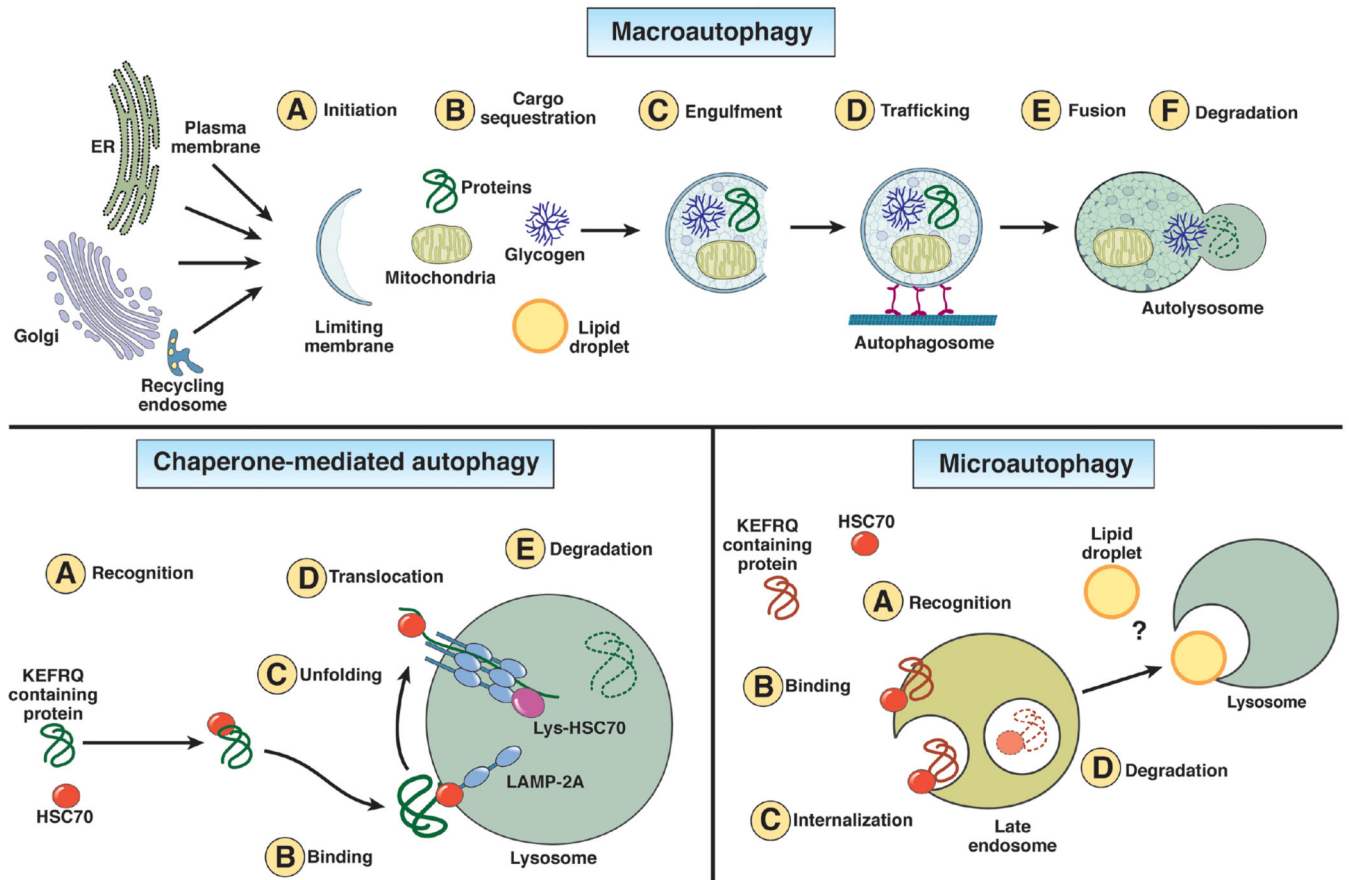 Macroautophagy
A Initiation
B Cargo
sequestration
C Engulfment
D Trafficking
E Fusion
F Degradation
ER
Plasma
membrane
Golgi
Recycling
endosome
Limiting
membrane
Proteins
Mitochondria
Glycogen
Lipid
droplet
Autophagosome
Autolysosome
Chaperone-mediated autophagy
A Recognition
KEFRQ
containing
protein
HSC70
B Binding
C Unfolding
D Translocation
E Degradation
Lys-HSC70
LAMP-2A
Lysosome
Microautophagy
KEFRQ
containing
protein
HSC70
A Recognition
B Binding
C Internalization
Late
endosome
D Degradation
Lipid
droplet
?
Lysosome